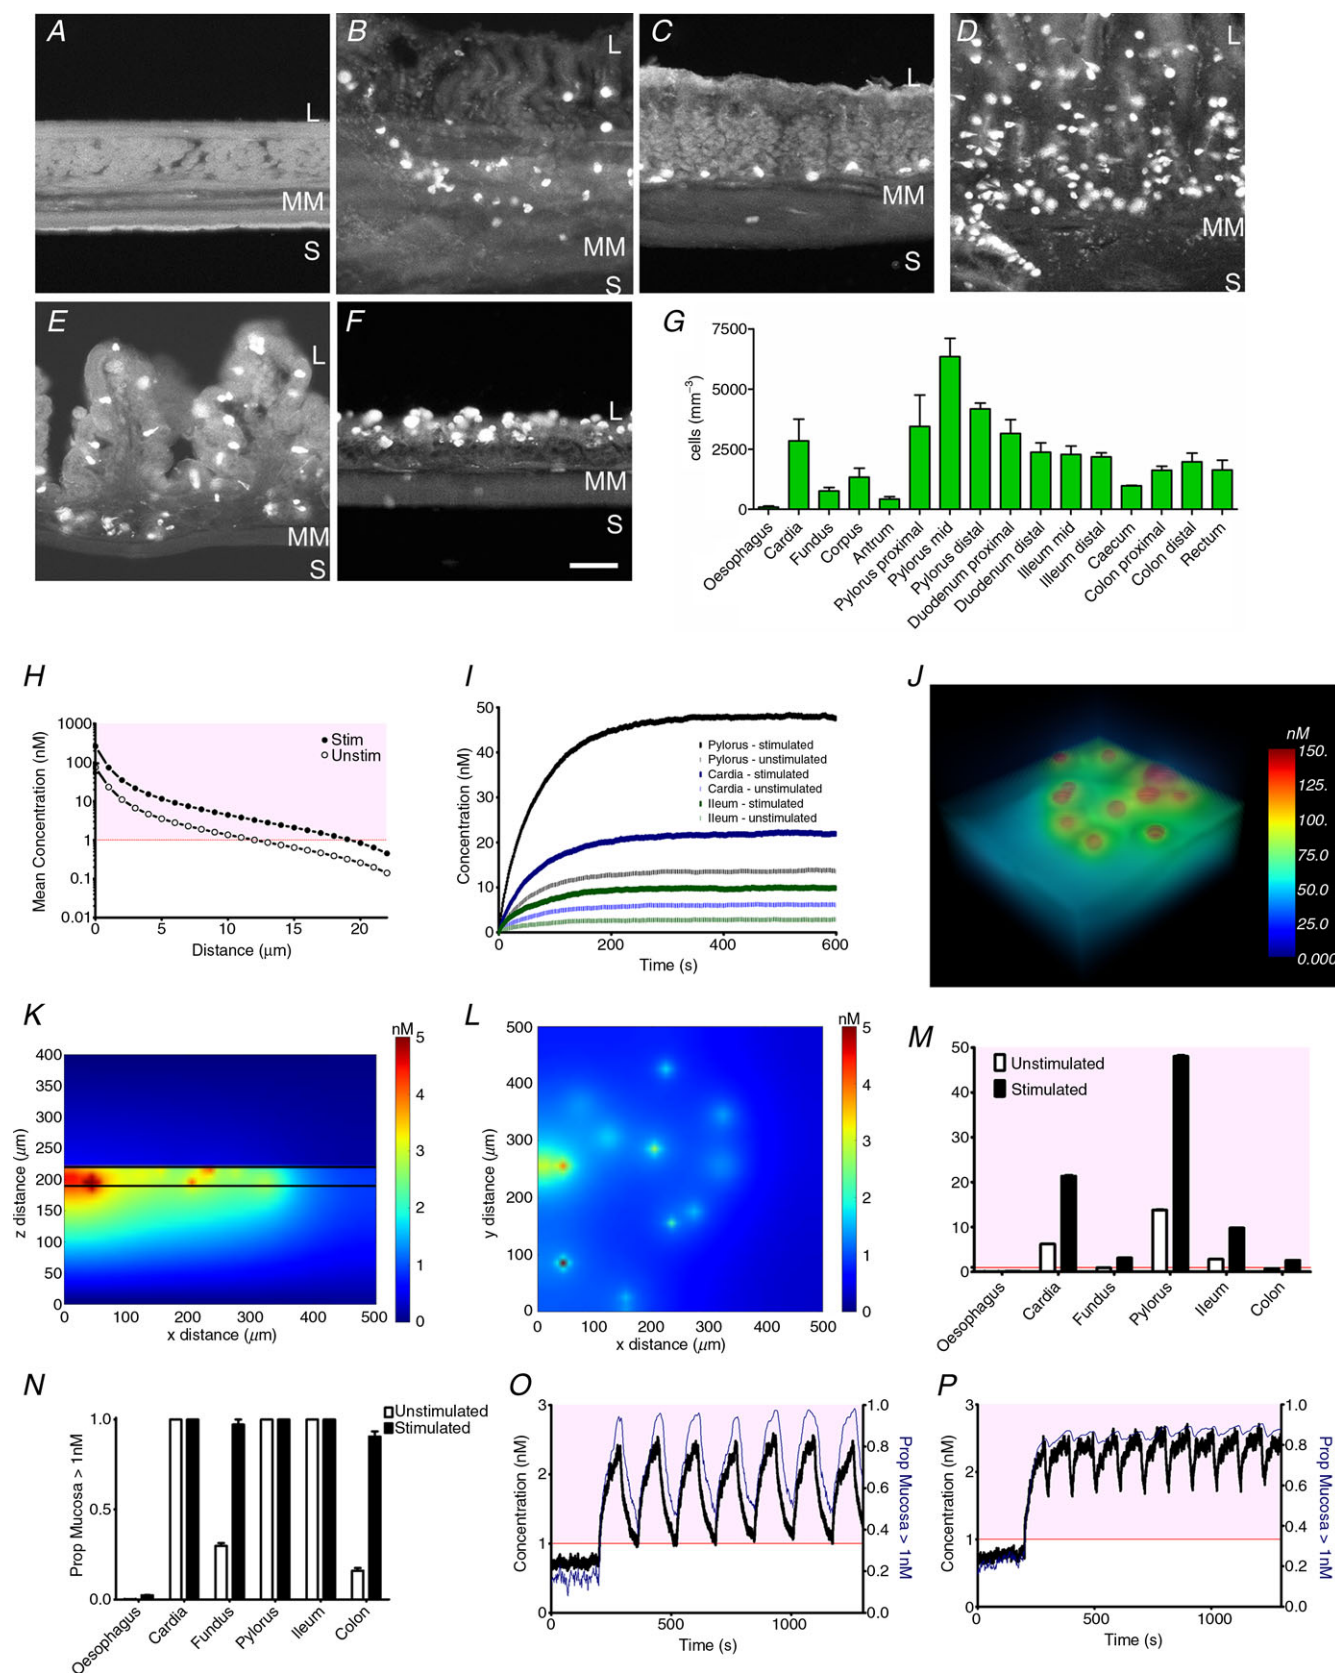 A
L
MM
S
B
L
MM
S
C
L
MM
S
D
L
MM
S
E
L
MM
S
F
L
MM
S
G
cells (mm⁻³)
7500
5000
2500
0
Oesophagus
Cardia
Fundus
Corpus
Antrum
Pylorus proximal
Pylorus mid
Pylorus distal
Duodenum proximal
Duodenum distal
Illeum mid
Illeum distal
Caecum
Colon proximal
Colon distal
Rectum
H
Mean Concentration (nM)
1000
100
10
1
0.1
0.01
Stim
Unstim
0 5 10 15 20
Distance (μm)
I
Concentration (nM)
50
40
30
20
10
0
Pylorus - stimulated
Pylorus - unstimulated
Cardia - stimulated
Cardia - unstimulated
Ileum - stimulated
Ileum - unstimulated
0 200 400 600
Time (s)
J
nM
150.
100.
75.0
50.0
25.0
0.000
K
z distance (μm)
400
350
300
250
200
150
100
50
0
0 100 200 300 400 500
x distance (μm)
nM
5
4
3
2
1
0
L
y distance (μm)
500
400
300
200
100
0
0 100 200 300 400 500
x distance (μm)
nM
5
4
3
2
1
0
M
50
40
30
20
10
0
Unstimulated
Stimulated
Oesophagus
Cardia
Fundus
Pylorus
Ileum
Colon
N
Prop Mucosa > 1nM
1.0
0.5
0.0
Unstimulated
Stimulated
Oesophagus
Cardia
Fundus
Pylorus
Ileum
Colon
O
Concentration (nM)
3
2
1
0
0 500 1000
Time (s)
1.0
0.8
0.6
0.4
0.2
0.0
Prop Mucosa > 1nM
P
Concentration (nM)
3
2
1
0
0 500 1000
Time (s)
1.0
0.8
0.6
0.4
0.2
0.0
Prop Mucosa > 1nM